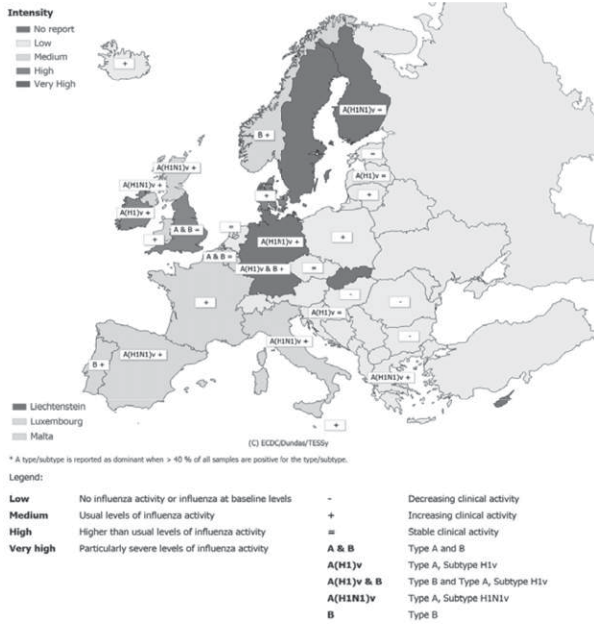 Intensity
No report
Low
Medium
High
Very High
+
A(H1N1)v =
B +
=
A(H1N1)v +
A(H1)v =
A(H1N1)v +
+
+
A(H1)v +
=
A & B =
A(H1N1)v +
+
+
A & B =
A(H1)v & B +
=
-
+
-
A(H1)v =
-
A(H1N1)v +
A(H1N1)v +
B +
A(H1N1)v +
+
Liechtenstein
Luxembourg
Malta
(C) ECDC/Dundas/TESSy
* A type/subtype is reported as dominant when > 40 % of all samples are positive for the type/subtype.
Legend:
Low No influenza activity or influenza at baseline levels - Decreasing clinical activity
Medium Usual levels of influenza activity + Increasing clinical activity
High Higher than usual levels of influenza activity = Stable clinical activity
Very high Particularly severe levels of influenza activity A & B Type A and B
A(H1)v Type A, Subtype H1v
A(H1)v & B Type B and Type A, Subtype H1v
A(H1N1)v Type A, Subtype H1N1v
B Type B